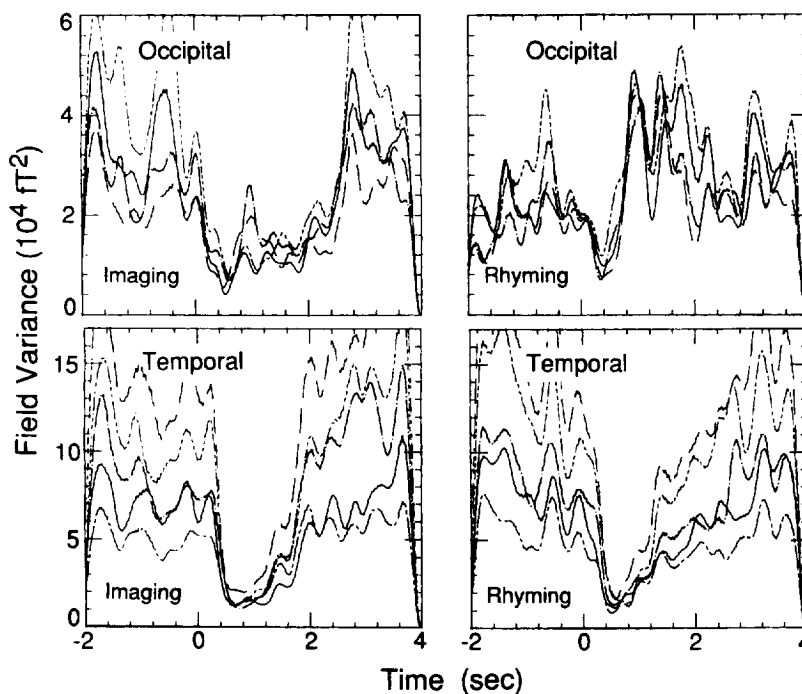 6
4
2
0
Field Variance (10⁴ fT²)
Occipital
Imaging
Occipital
Rhyming
15
10
5
0
Temporal
Imaging
Temporal
Rhyming
-2
0
2
4
-2
0
2
4
Time (sec)